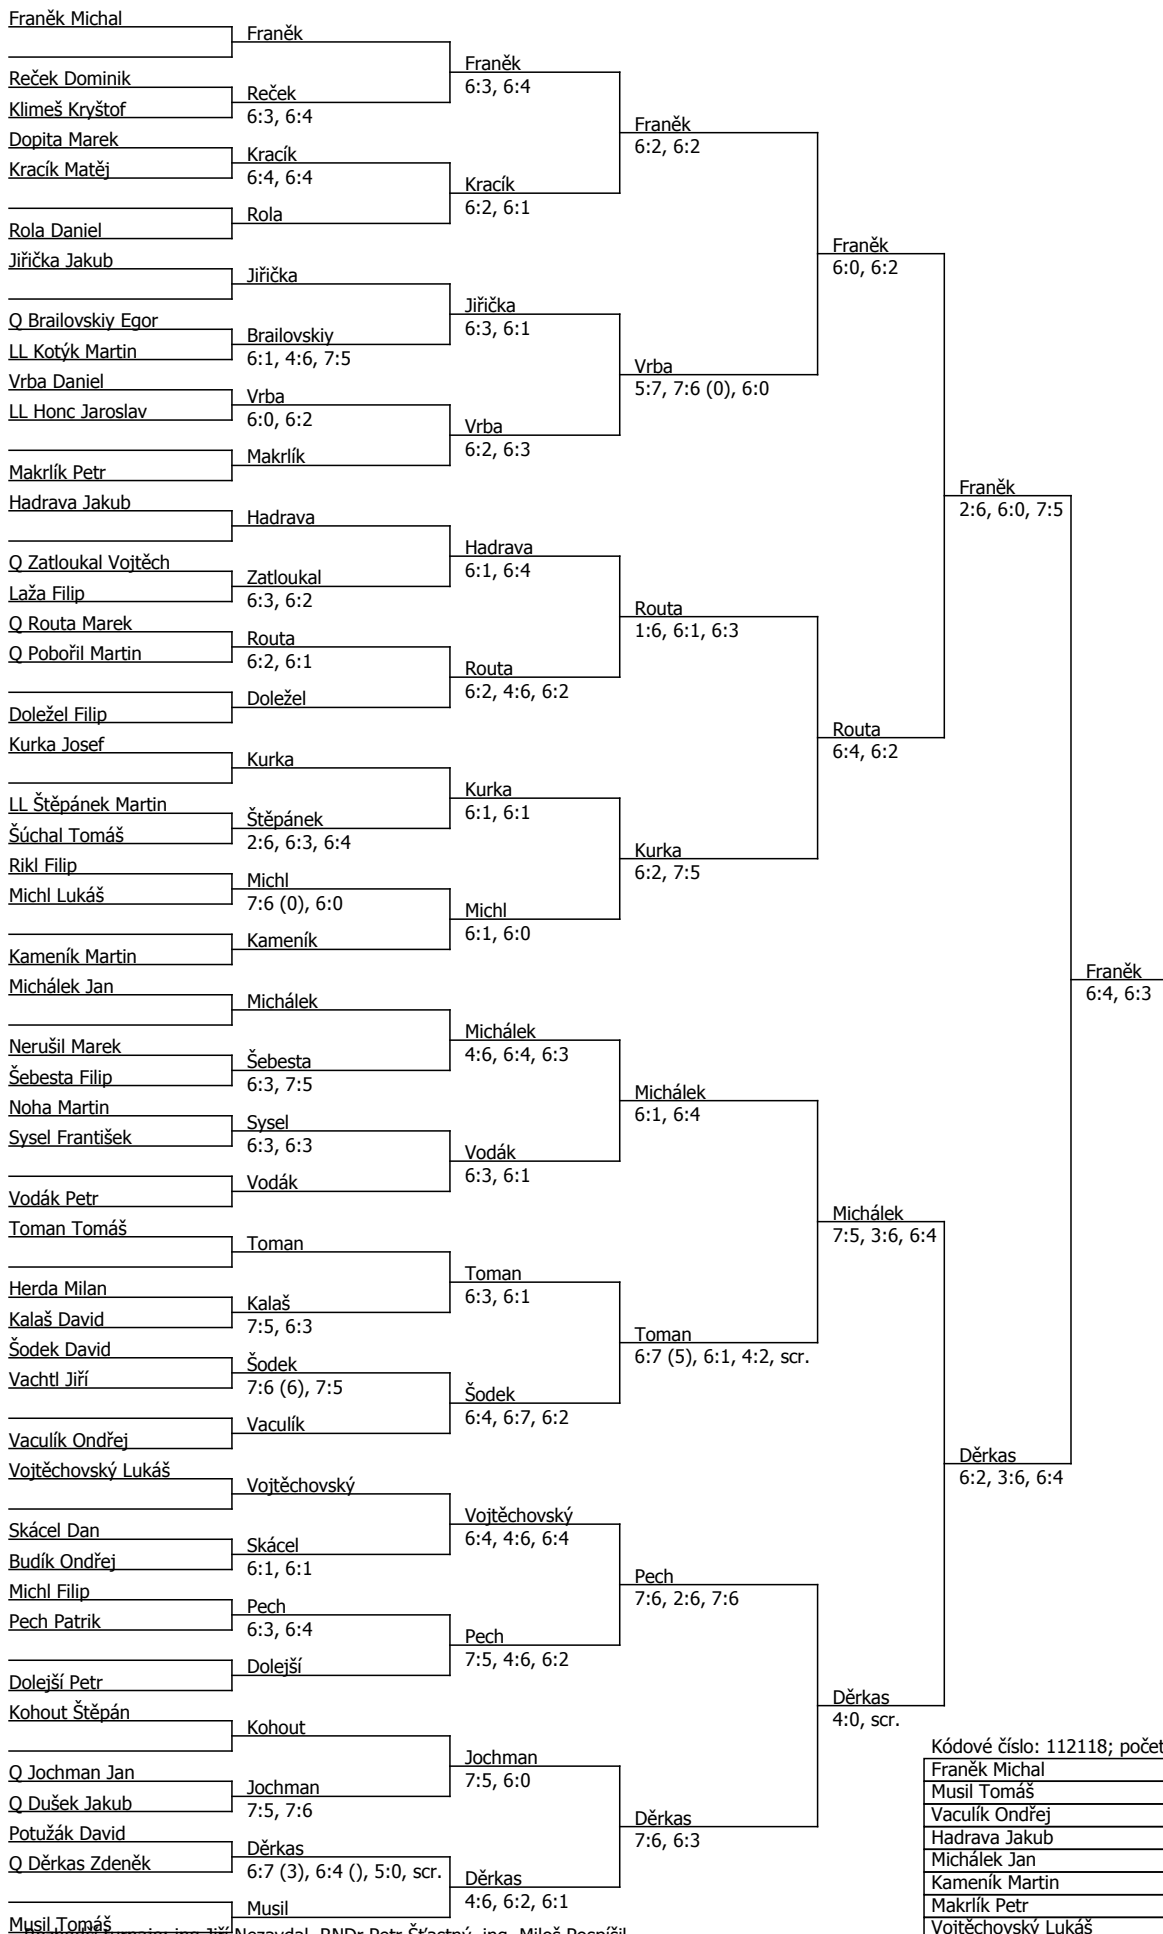 Franěk Michal
Reček Dominik
Klimeš Kryštof
Dopita Marek
Kracík Matěj
Rola Daniel
Jiřička Jakub
Q Brailovskiy Egor
LL Kotýk Martin
Vrba Daniel
LL Honc Jaroslav
Makrlík Petr
Hadrava Jakub
Q Zatloukal Vojtěch
Laža Filip
Q Routa Marek
Q Pobořil Martin
Doležel Filip
Kurka Josef
LL Štěpánek Martin
Šúchal Tomáš
Rikl Filip
Michl Lukáš
Kameník Martin
Michálek Jan
Nerušil Marek
Šebesta Filip
Noha Martin
Sysel František
Vodák Petr
Toman Tomáš
Herda Milan
Kalaš David
Šodek David
Vachtl Jiří
Vaculík Ondřej
Vojtěchovský Lukáš
Skácel Dan
Budík Ondřej
Michl Filip
Pech Patrik
Dolejší Petr
Kohout Štěpán
Q Jochman Jan
Q Dušek Jakub
Potužák David
Q Děrkas Zdeněk
Musil Tomáš
Franěk
Reček
6:3, 6:4
Kracík
6:4, 6:4
Rola
Jiřička
Brailovskiy
6:1, 4:6, 7:5
Vrba
6:0, 6:2
Makrlík
Hadrava
Zatloukal
6:3, 6:2
Routa
6:2, 6:1
Doležel
Kurka
Štěpánek
2:6, 6:3, 6:4
Michl
7:6 (0), 6:0
Kameník
Michálek
Šebesta
6:3, 7:5
Sysel
6:3, 6:3
Vodák
Toman
Kalaš
7:5, 6:3
Šodek
7:6 (6), 7:5
Vaculík
Vojtěchovský
Skácel
6:1, 6:1
Pech
6:3, 6:4
Dolejší
Kohout
Jochman
7:5, 7:6
Děrkas
6:7 (3), 6:4 (), 5:0, scr.
Musil
Franěk
6:3, 6:4
Kracík
6:2, 6:1
Jiřička
6:3, 6:1
Vrba
6:2, 6:3
Hadrava
6:1, 6:4
Routa
6:2, 4:6, 6:2
Kurka
6:1, 6:1
Michl
6:1, 6:0
Michálek
4:6, 6:4, 6:3
Vodák
6:3, 6:1
Toman
6:3, 6:1
Šodek
6:4, 6:7, 6:2
Vojtěchovský
6:4, 4:6, 6:4
Pech
7:5, 4:6, 6:2
Jochman
7:5, 6:0
Děrkas
4:6, 6:2, 6:1
Franěk
6:2, 6:2
Vrba
5:7, 7:6 (0), 6:0
Routa
1:6, 6:1, 6:3
Kurka
6:2, 7:5
Michálek
6:1, 6:4
Toman
6:7 (5), 6:1, 4:2, scr.
Pech
7:6, 2:6, 7:6
Děrkas
7:6, 6:3
Franěk
6:0, 6:2
Routa
6:4, 6:2
Michálek
7:5, 3:6, 6:4
Děrkas
4:0, scr.
Franěk
2:6, 6:0, 7:5
Děrkas
6:2, 3:6, 6:4
Franěk
6:4, 6:3
Kódové číslo: 112118; počet
Franěk Michal
Musil Tomáš
Vaculík Ondřej
Hadrava Jakub
Michálek Jan
Kameník Martin
Makrlík Petr
Vojtěchovský Lukáš
ing Jiří Nezavdal, RNDr Petr Šťastný, ing. Miloš Pospíšil